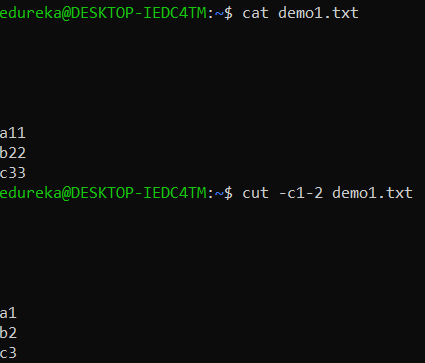 edureka@DESKTOP-IEDC4TM:~$ cat demo1.txt
a11
b22
c33
edureka@DESKTOP-IEDC4TM:~$ cut -c1-2 demo1.txt
a1
b2
c3